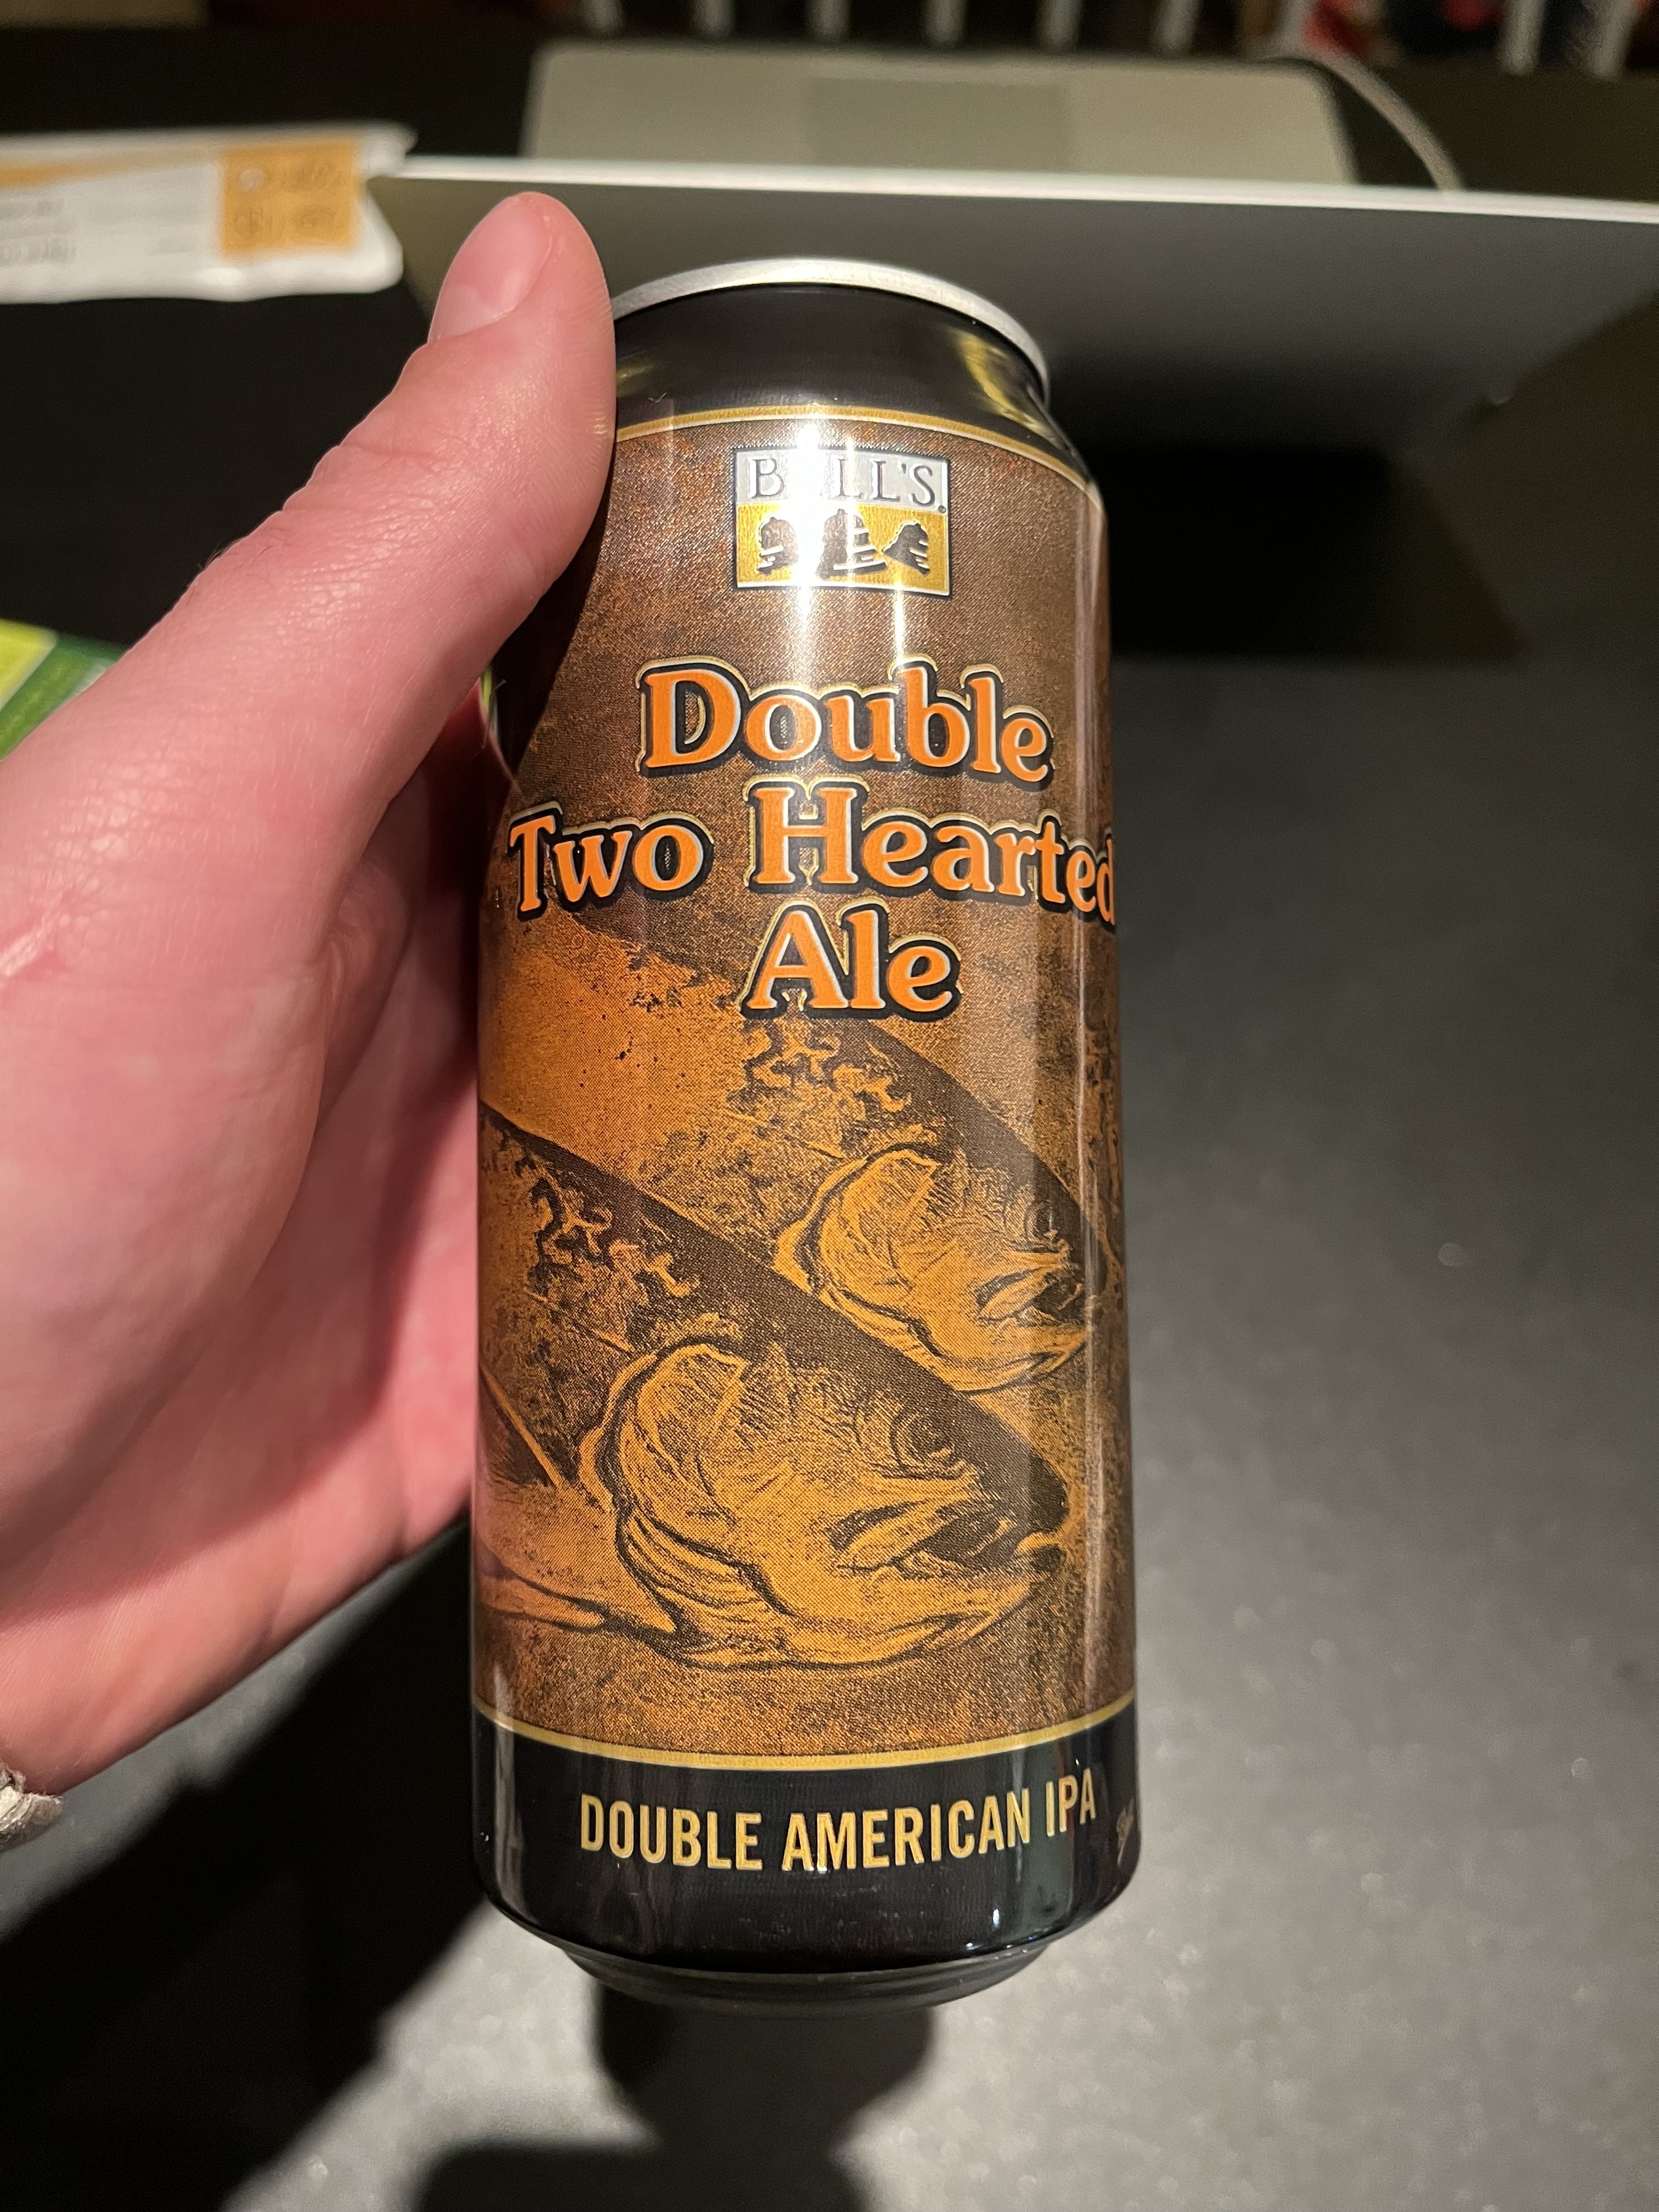 BELL'S
Double
Two Hearted
Ale
DOUBLE AMERICAN IPA